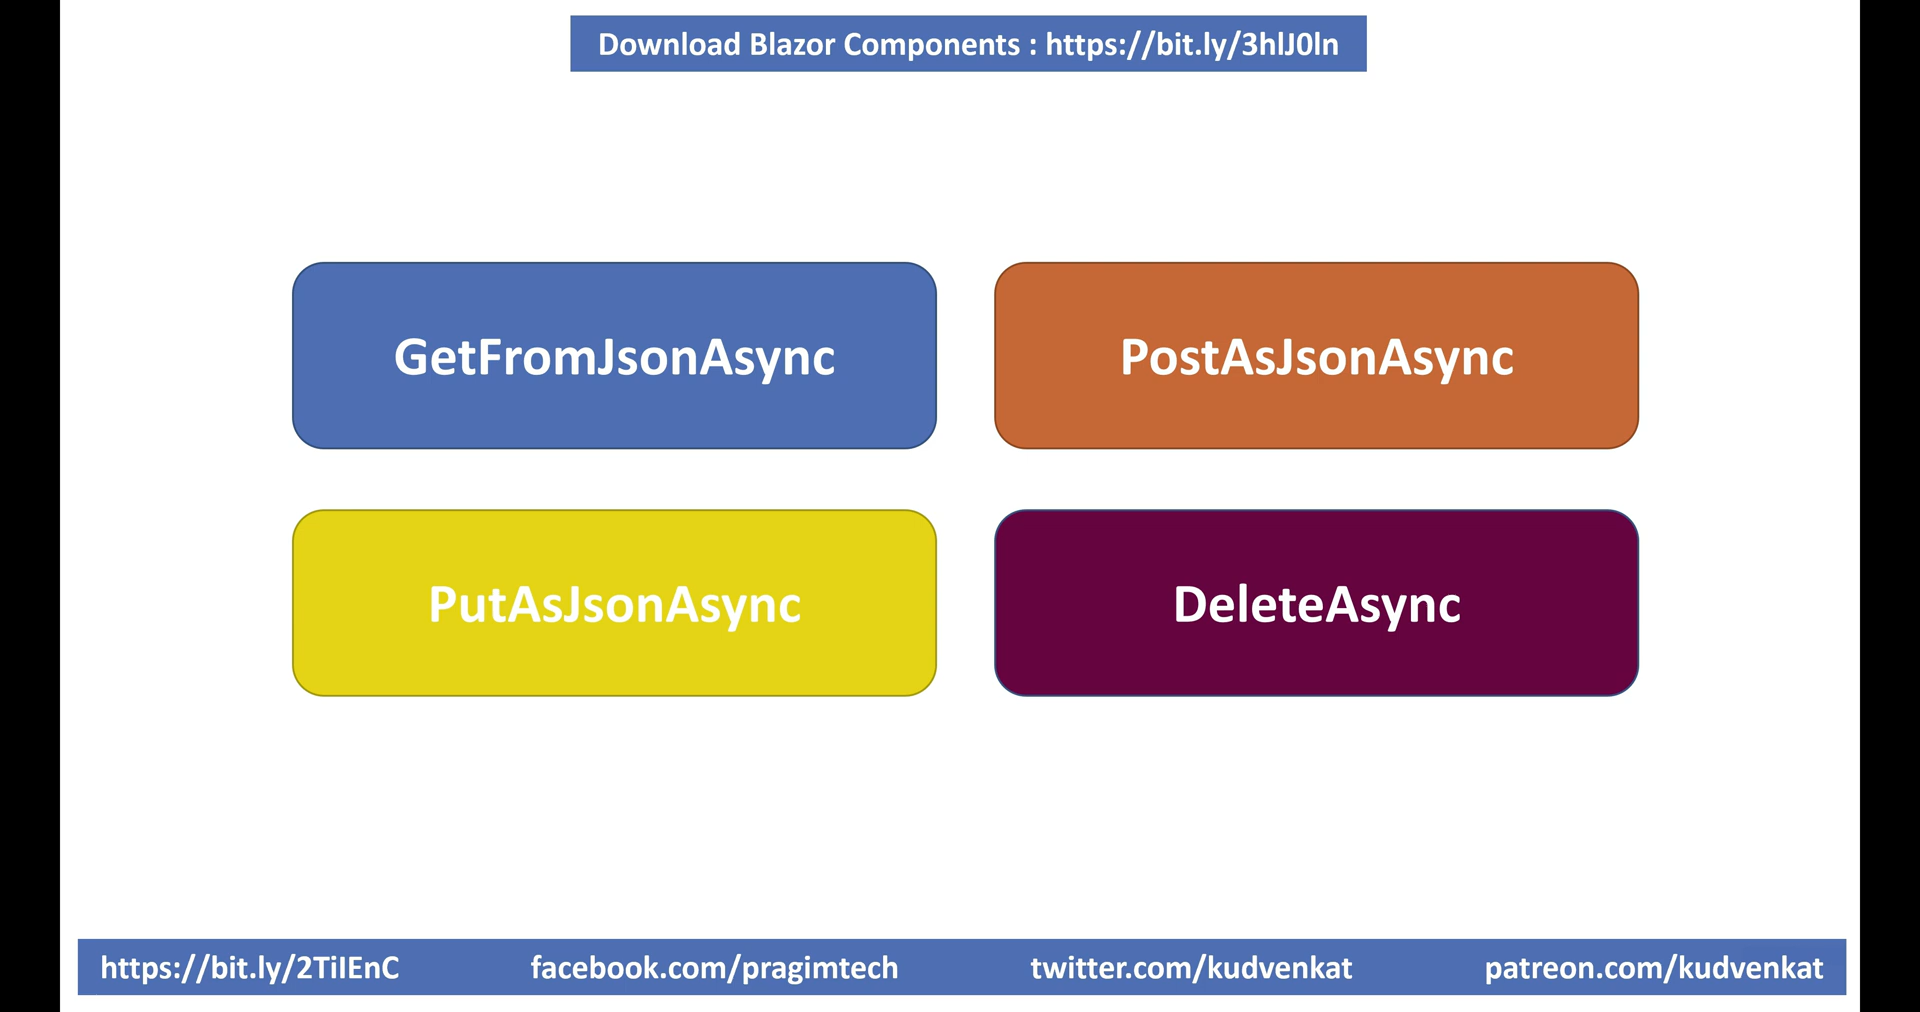 Download Blazor Components : https://bit.ly/3hlJ0ln
GetFromJsonAsync
PostAsJsonAsync
PutAsJsonAsync
DeleteAsync
https://bit.ly/2TiIEnC
facebook.com/pragimtech
twitter.com/kudvenkat
patreon.com/kudvenkat